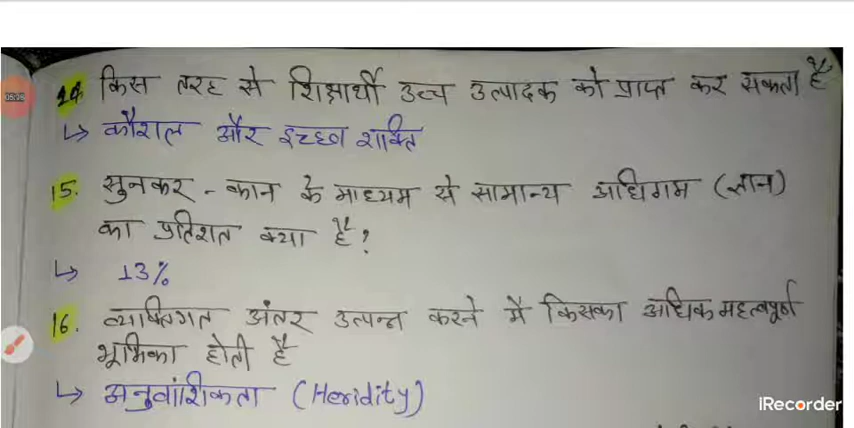 14. किस तरह से शिक्षार्थी उच्च उत्पादक को प्राप्त कर सकता है
↳ कौशल और इच्छा शक्ति
15. सुनकर - कान के माध्यम से सामान्य अधिगम (ज्ञान)
का प्रतिशत क्या है?
↳ 13%
16. व्यक्तिगत अंतर उत्पन्न करने में किसका अधिक महत्वपूर्ण
भूमिका होती है
↳ अनुवांशिकता (Heridity)
iRecorder